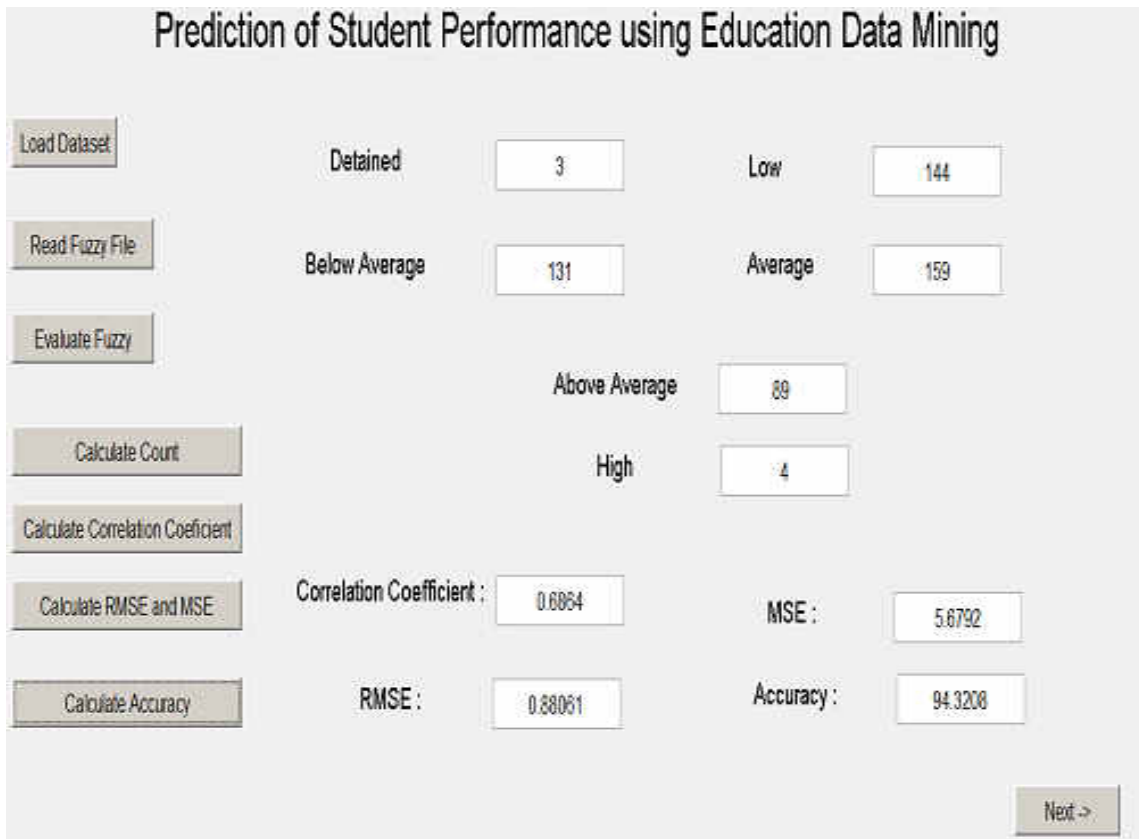 Prediction of Student Performance using Education Data Mining
Load Dataset
Detained 3 Low 144
Read Fuzzy File
Below Average 131 Average 159
Evaluate Fuzzy
Above Average 89
Calculate Count
High 4
Calculate Correlation Coeficient
Calculate RMSE and MSE
Correlation Coefficient : 0.6864 MSE : 5.6792
Calculate Accuracy
RMSE : 0.88061 Accuracy : 94.3208
Next ->